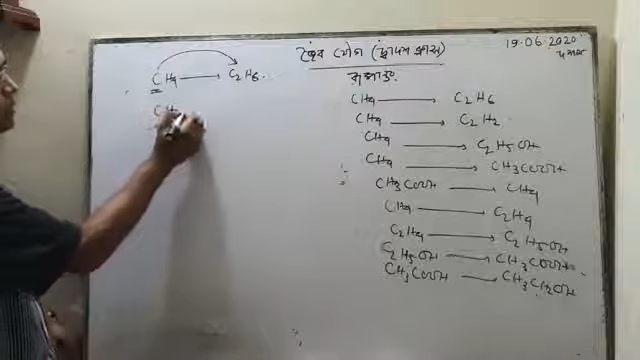 জৈব যৌগ (দ্বাদশ ক্লাস)
19.06.2020
CH4 ⟶ C2H6
CH
CH4 ⟶ C2H6
CH4 ⟶ C2H2
CH4 ⟶ C2H5OH
CH4 ⟶ CH3COOH
CH3COOH ⟶ CH4
CH4 ⟶ C2H4
C2H4 ⟶ C2H5OH
C2H5OH ⟶ CH3COOH
CH3COOH ⟶ CH3CH2OH